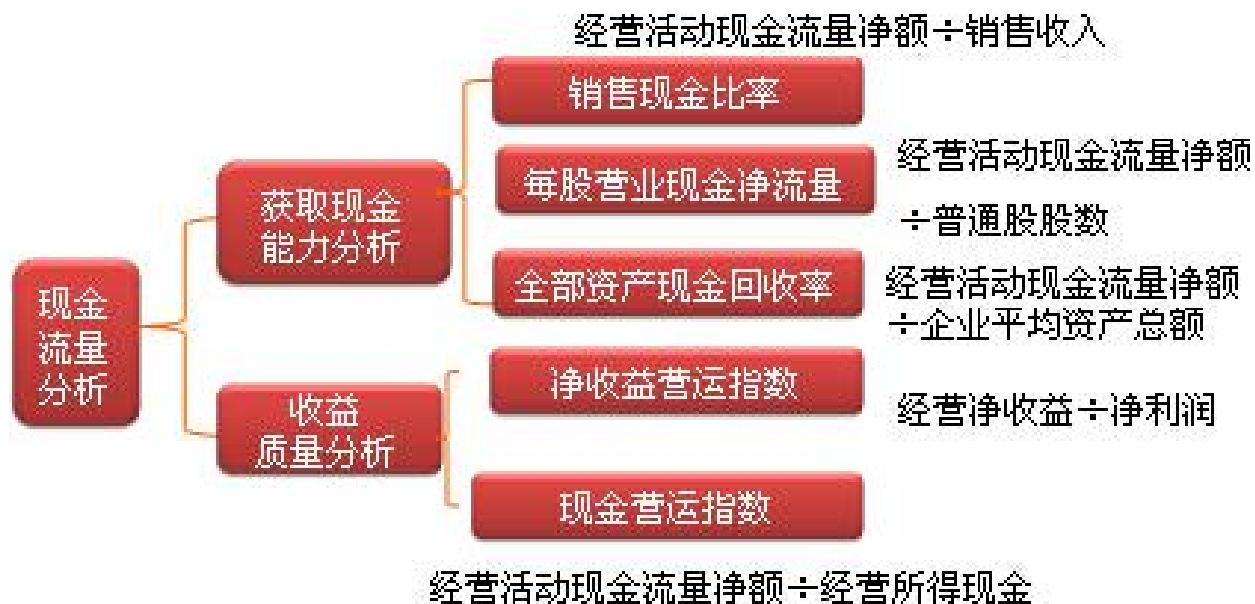 经营活动现金流量净额÷销售收入
销售现金比率
每股营业现金净流量
经营活动现金流量净额
÷普通股股数
获取现金
能力分析
全部资产现金回收率
经营活动现金流量净额
÷企业平均资产总额
现金
流量
分析
净收益营运指数
经营净收益÷净利润
收益
质量分析
现金营运指数
经营活动现金流量净额÷经营所得现金